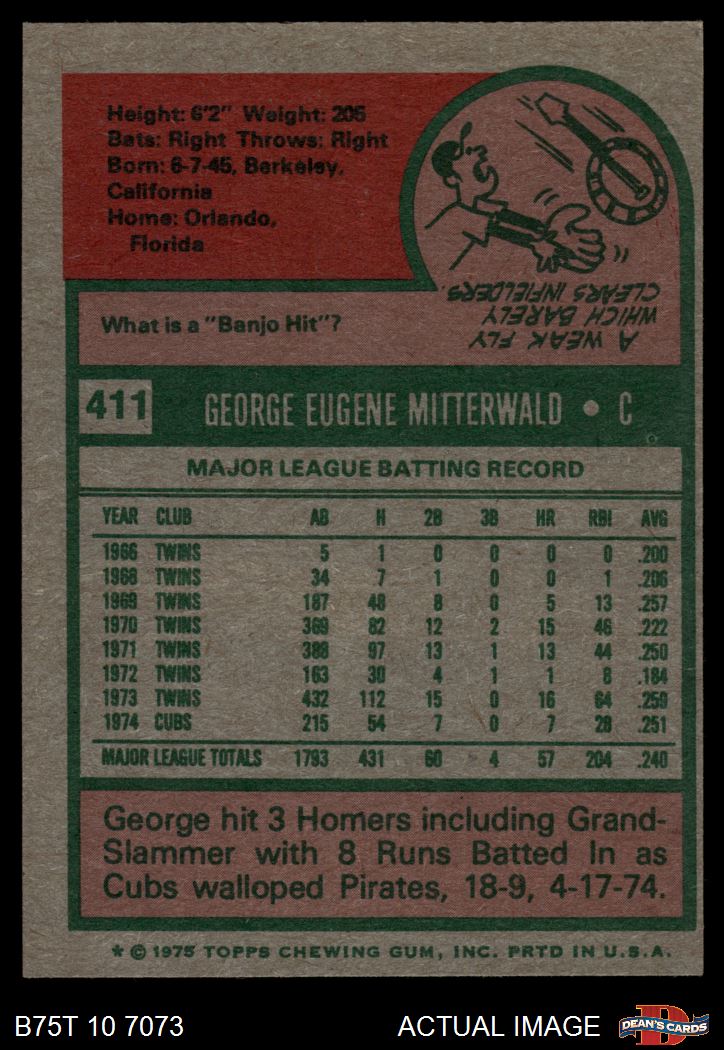 Height: 6'2" Weight: 205
Bats: Right Throws: Right
Born: 6-7-45, Berkeley,
California
Home: Orlando,
Florida
What is a "Banjo Hit"?
A WEAK FLY
WHICH BARELY
CLEARS INFIELDERS.
411 GEORGE EUGENE MITTERWALD • C
MAJOR LEAGUE BATTING RECORD
YEAR CLUB AB H 2B 3B HR RBI AVG
1966 TWINS 5 1 0 0 0 0 .200
1968 TWINS 34 7 1 0 0 1 .206
1969 TWINS 187 48 8 0 5 13 .257
1970 TWINS 369 82 12 2 15 46 .222
1971 TWINS 388 97 13 1 13 44 .250
1972 TWINS 163 30 4 1 1 8 .184
1973 TWINS 432 112 15 0 16 64 .259
1974 CUBS 215 54 7 0 7 28 .251
MAJOR LEAGUE TOTALS 1793 431 60 4 57 204 .240
George hit 3 Homers including Grand-
Slammer with 8 Runs Batted In as
Cubs walloped Pirates, 18-9, 4-17-74.
* © 1975 TOPPS CHEWING GUM, INC. PRTD IN U.S.A.
B75T 10 7073 ACTUAL IMAGE
D
DEAN'S CARDS